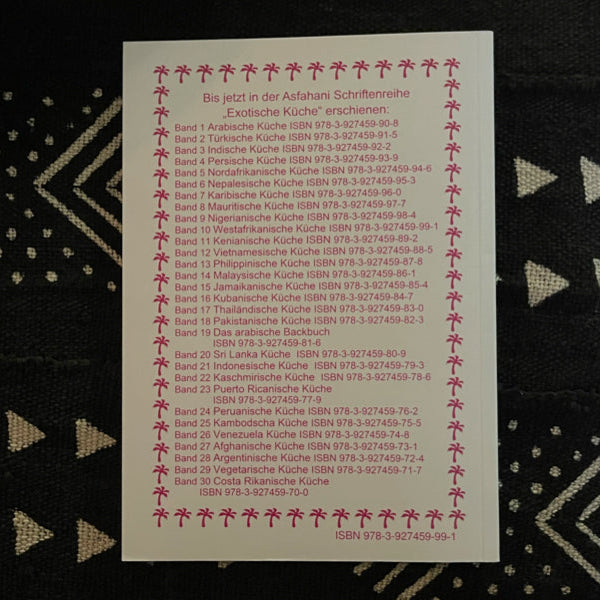 Bis jetzt in der Asfahani Schriftenreihe
„Exotische Küche“ erschienen:
Band 1 Arabische Küche ISBN 978-3-927459-90-8
Band 2 Türkische Küche ISBN 978-3-927459-91-5
Band 3 Indische Küche ISBN 978-3-927459-92-2
Band 4 Persische Küche ISBN 978-3-927459-93-9
Band 5 Nordafrikanische Küche ISBN 978-3-927459-94-6
Band 6 Nepalesische Küche ISBN 978-3-927459-95-3
Band 7 Karibische Küche ISBN 978-3-927459-96-0
Band 8 Mauritische Küche ISBN 978-3-927459-97-7
Band 9 Nigerianische Küche ISBN 978-3-927459-98-4
Band 10 Westafrikanische Küche ISBN 978-3-927459-99-1
Band 11 Kenianische Küche ISBN 978-3-927459-89-2
Band 12 Vietnamesische Küche ISBN 978-3-927459-88-5
Band 13 Philippinische Küche ISBN 978-3-927459-87-8
Band 14 Malaysische Küche ISBN 978-3-927459-86-1
Band 15 Jamaikanische Küche ISBN 978-3-927459-85-4
Band 16 Kubanische Küche ISBN 978-3-927459-84-7
Band 17 Thailändische Küche ISBN 978-3-927459-83-0
Band 18 Pakistanische Küche ISBN 978-3-927459-82-3
Band 19 Das arabische Backbuch
ISBN 978-3-927459-81-6
Band 20 Sri Lanka Küche ISBN 978-3-927459-80-9
Band 21 Indonesische Küche ISBN 978-3-927459-79-3
Band 22 Kaschmirische Küche ISBN 978-3-927459-78-6
Band 23 Puerto Ricanische Küche
ISBN 978-3-927459-77-9
Band 24 Peruanische Küche ISBN 978-3-927459-76-2
Band 25 Kambodscha Küche ISBN 978-3-927459-75-5
Band 26 Venezuela Küche ISBN 978-3-927459-74-8
Band 27 Afghanische Küche ISBN 978-3-927459-73-1
Band 28 Argentinische Küche ISBN 978-3-927459-72-4
Band 29 Vegetarische Küche ISBN 978-3-927459-71-7
Band 30 Costa Rikanische Küche
ISBN 978-3-927459-70-0
ISBN 978-3-927459-99-1